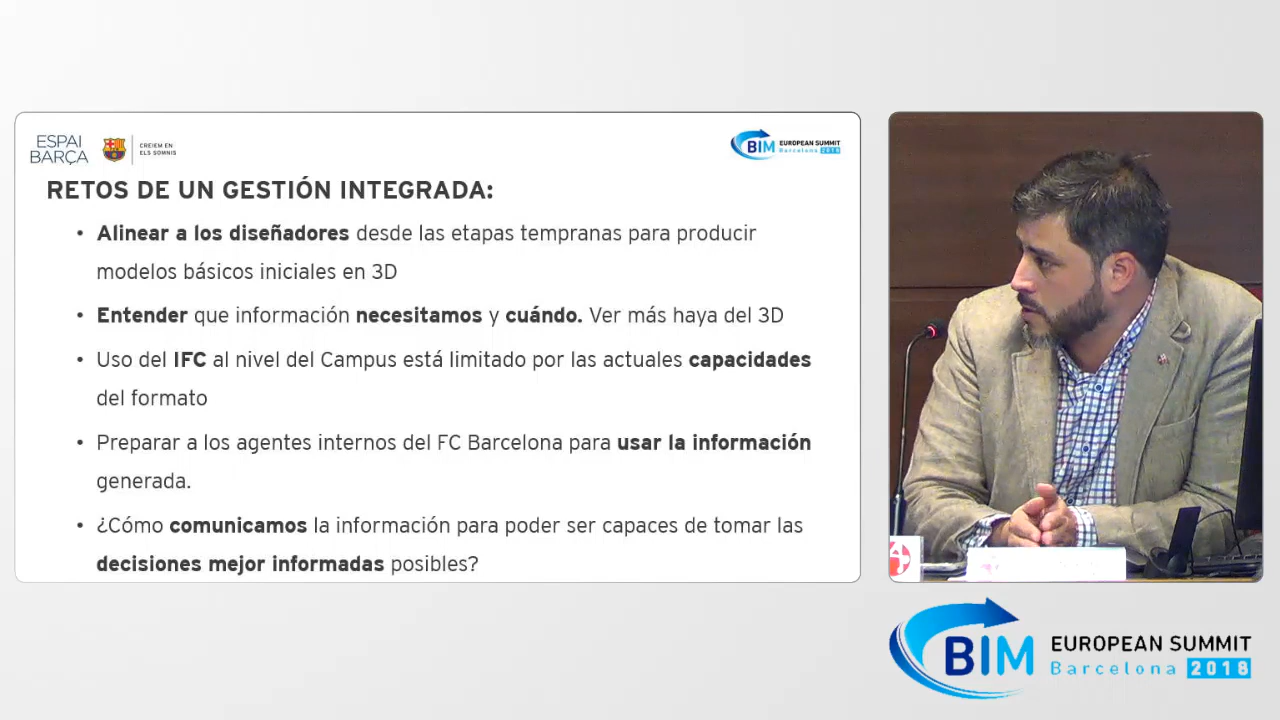 ESPAI
BARÇA
CREIEM EN
ELS SOMNIS
BIM
EUROPEAN SUMMIT
Barcelona 2018
RETOS DE UN GESTIÓN INTEGRADA:
• Alinear a los diseñadores desde las etapas tempranas para producir
modelos básicos iniciales en 3D
• Entender que información necesitamos y cuándo. Ver más haya del 3D
• Uso del IFC al nivel del Campus está limitado por las actuales capacidades
del formato
• Preparar a los agentes internos del FC Barcelona para usar la información
generada.
• ¿Cómo comunicamos la información para poder ser capaces de tomar las
decisiones mejor informadas posibles?
BIM
EUROPEAN SUMMIT
Barcelona 2018